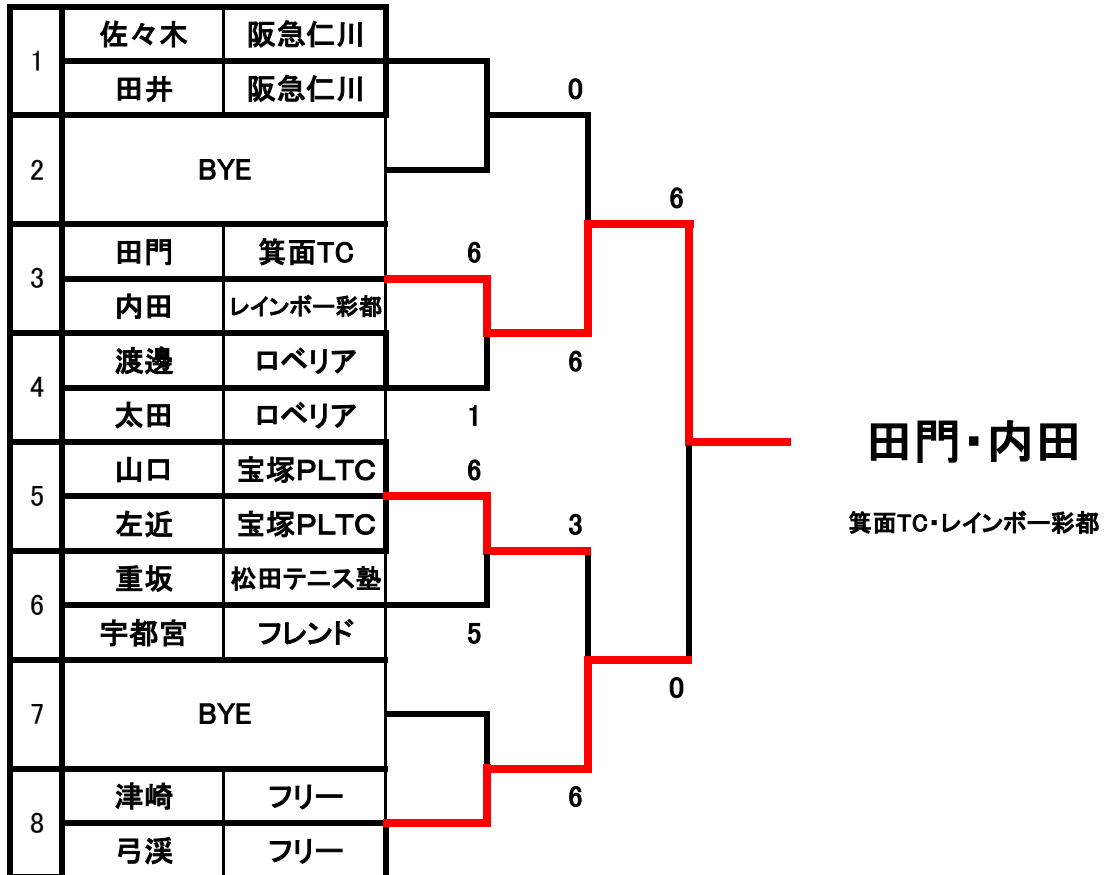 1 佐々木 阪急仁川
田井 阪急仁川
0
2 BYE
6
3 田門 箕面TC 6
内田 レインボー彩都
6
4 渡邊 ロベリア
太田 ロベリア 1
田門・内田
5 山口 宝塚PLTC 6
左近 宝塚PLTC 3
箕面TC・レインボー彩都
6 重坂 松田テニス塾
宇都宮 フレンド 5
0
7 BYE
8 津崎 フリー 6
弓渓 フリー